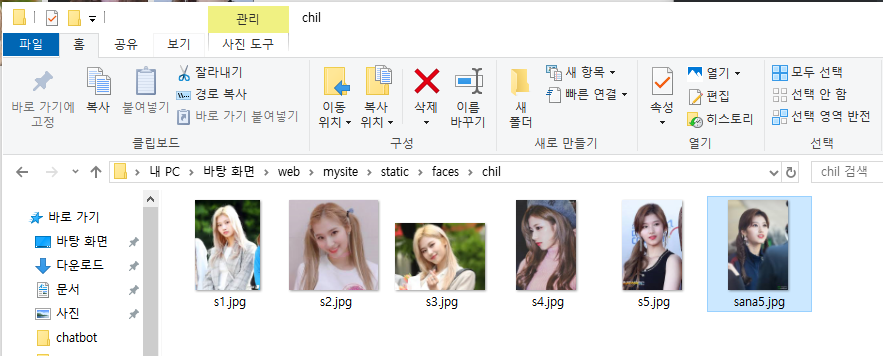 관리
chil
파일
홈
공유
보기
사진 도구
바로 가기에
고정
복사
붙여넣기
잘라내기
경로 복사
바로 가기 붙여넣기
클립보드
이동
위치
복사
위치
삭제
이름
바꾸기
구성
새
폴더
새 항목
빠른 연결
새로 만들기
속성
열기
편집
히스토리
열기
모두 선택
선택 안 함
선택 영역 반전
선택
내 PC > 바탕 화면 > web > mysite > static > faces > chil
chil 검색
바로 가기
바탕 화면
다운로드
문서
사진
chatbot
s1.jpg
s2.jpg
s3.jpg
s4.jpg
s5.jpg
sana5.jpg